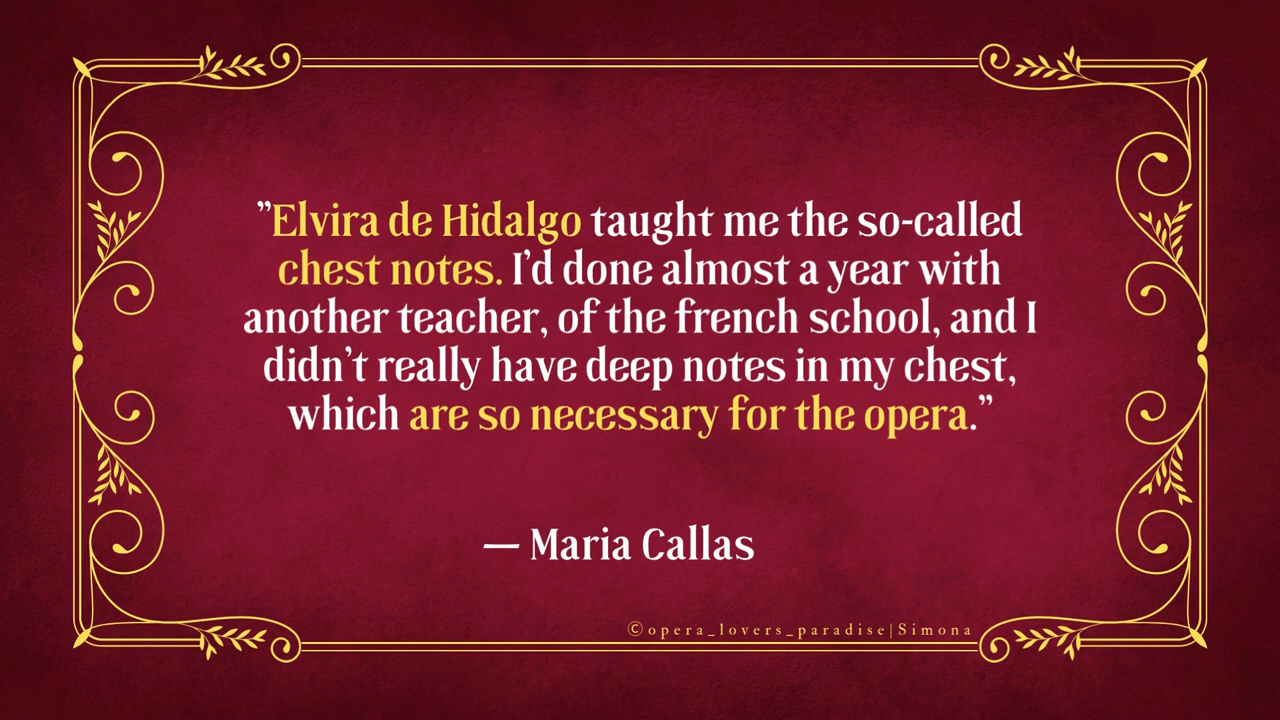 ”Elvira de Hidalgo taught me the so-called
chest notes. I’d done almost a year with
another teacher, of the french school, and I
didn’t really have deep notes in my chest,
which are so necessary for the opera.”
— Maria Callas
©opera_lovers_paradise|Simona